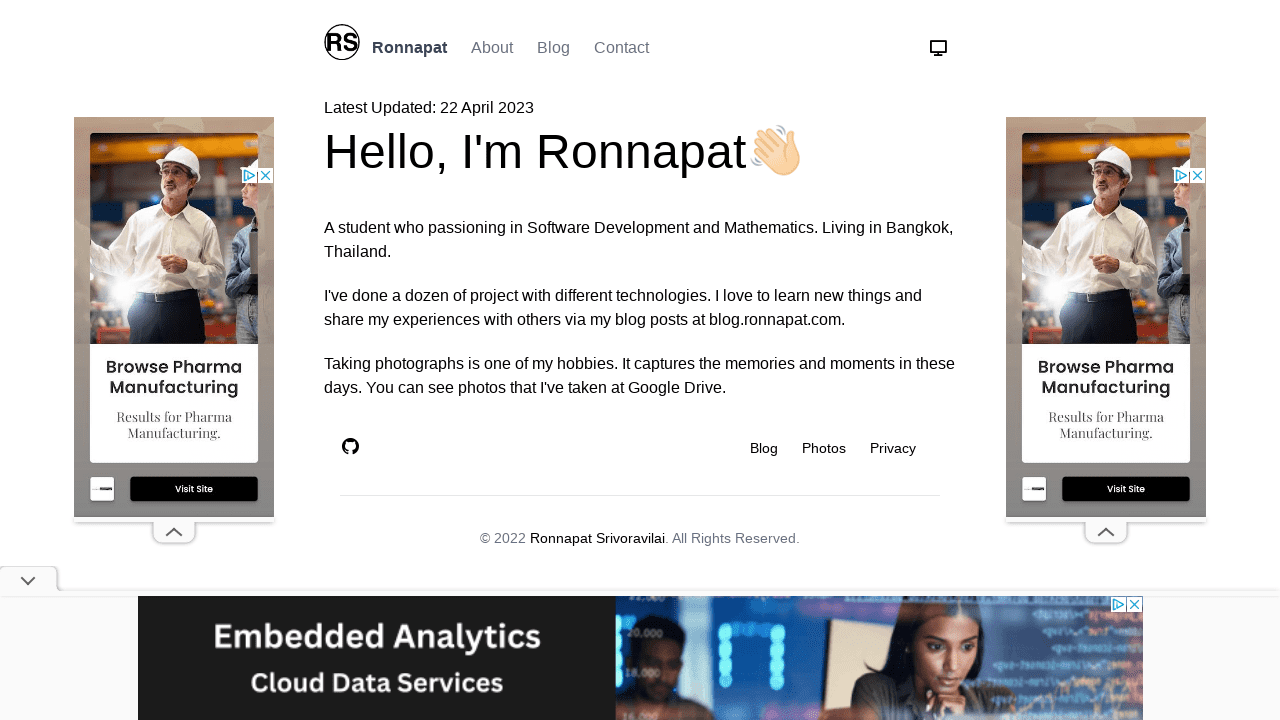 RS
Ronnapat About Blog Contact
Latest Updated: 22 April 2023
Hello, I'm Ronnapat👋🏼
A student who passioning in Software Development and Mathematics. Living in Bangkok,
Thailand.
I've done a dozen of project with different technologies. I love to learn new things and
share my experiences with others via my blog posts at blog.ronnapat.com.
Taking photographs is one of my hobbies. It captures the memories and moments in these
days. You can see photos that I've taken at Google Drive.
Blog Photos Privacy
© 2022 Ronnapat Srivoravilai. All Rights Reserved.
Browse Pharma
Manufacturing
Results for Pharma
Manufacturing.
Visit Site
Browse Pharma
Manufacturing
Results for Pharma
Manufacturing.
Visit Site
Embedded Analytics
Cloud Data Services